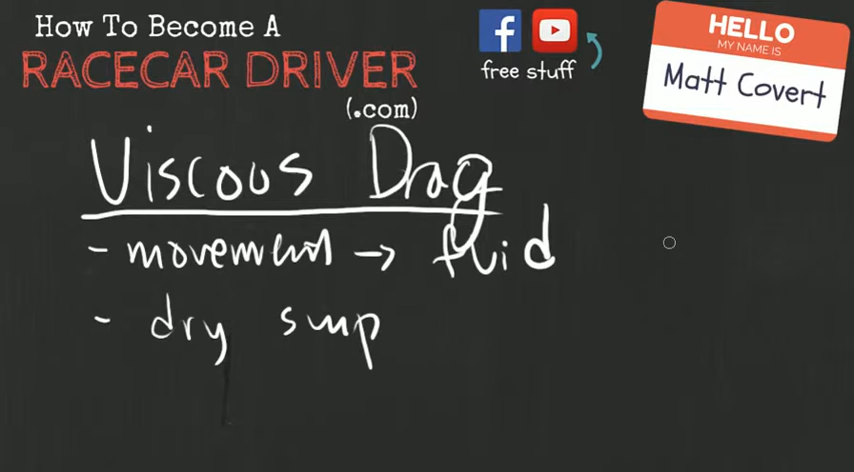 How To Become A
RACECAR DRIVER
(.com)
free stuff
HELLO
MY NAME IS
Matt Covert
Viscous Drag
- movement → fluid
- dry sump